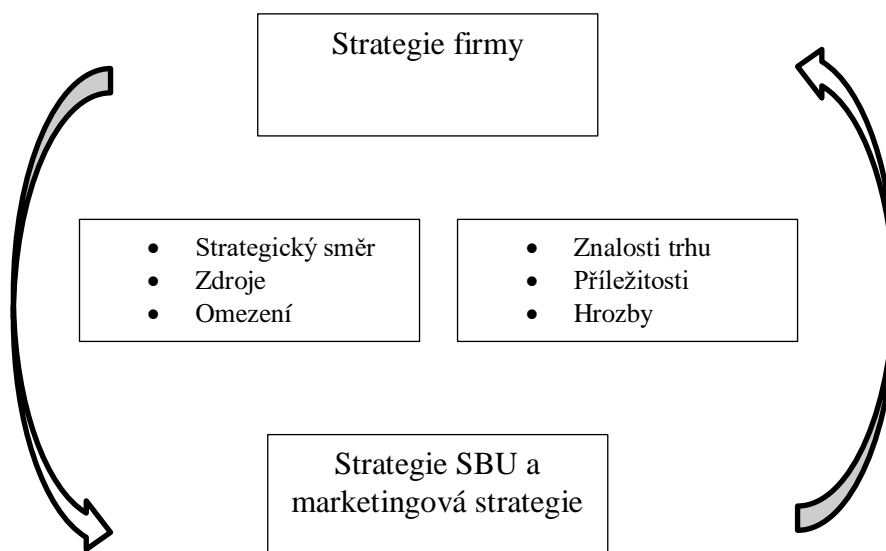 Strategie firmy
• Strategický směr
• Zdroje
• Omezení
• Znalosti trhu
• Příležitosti
• Hrozby
Strategie SBU a
marketingová strategie